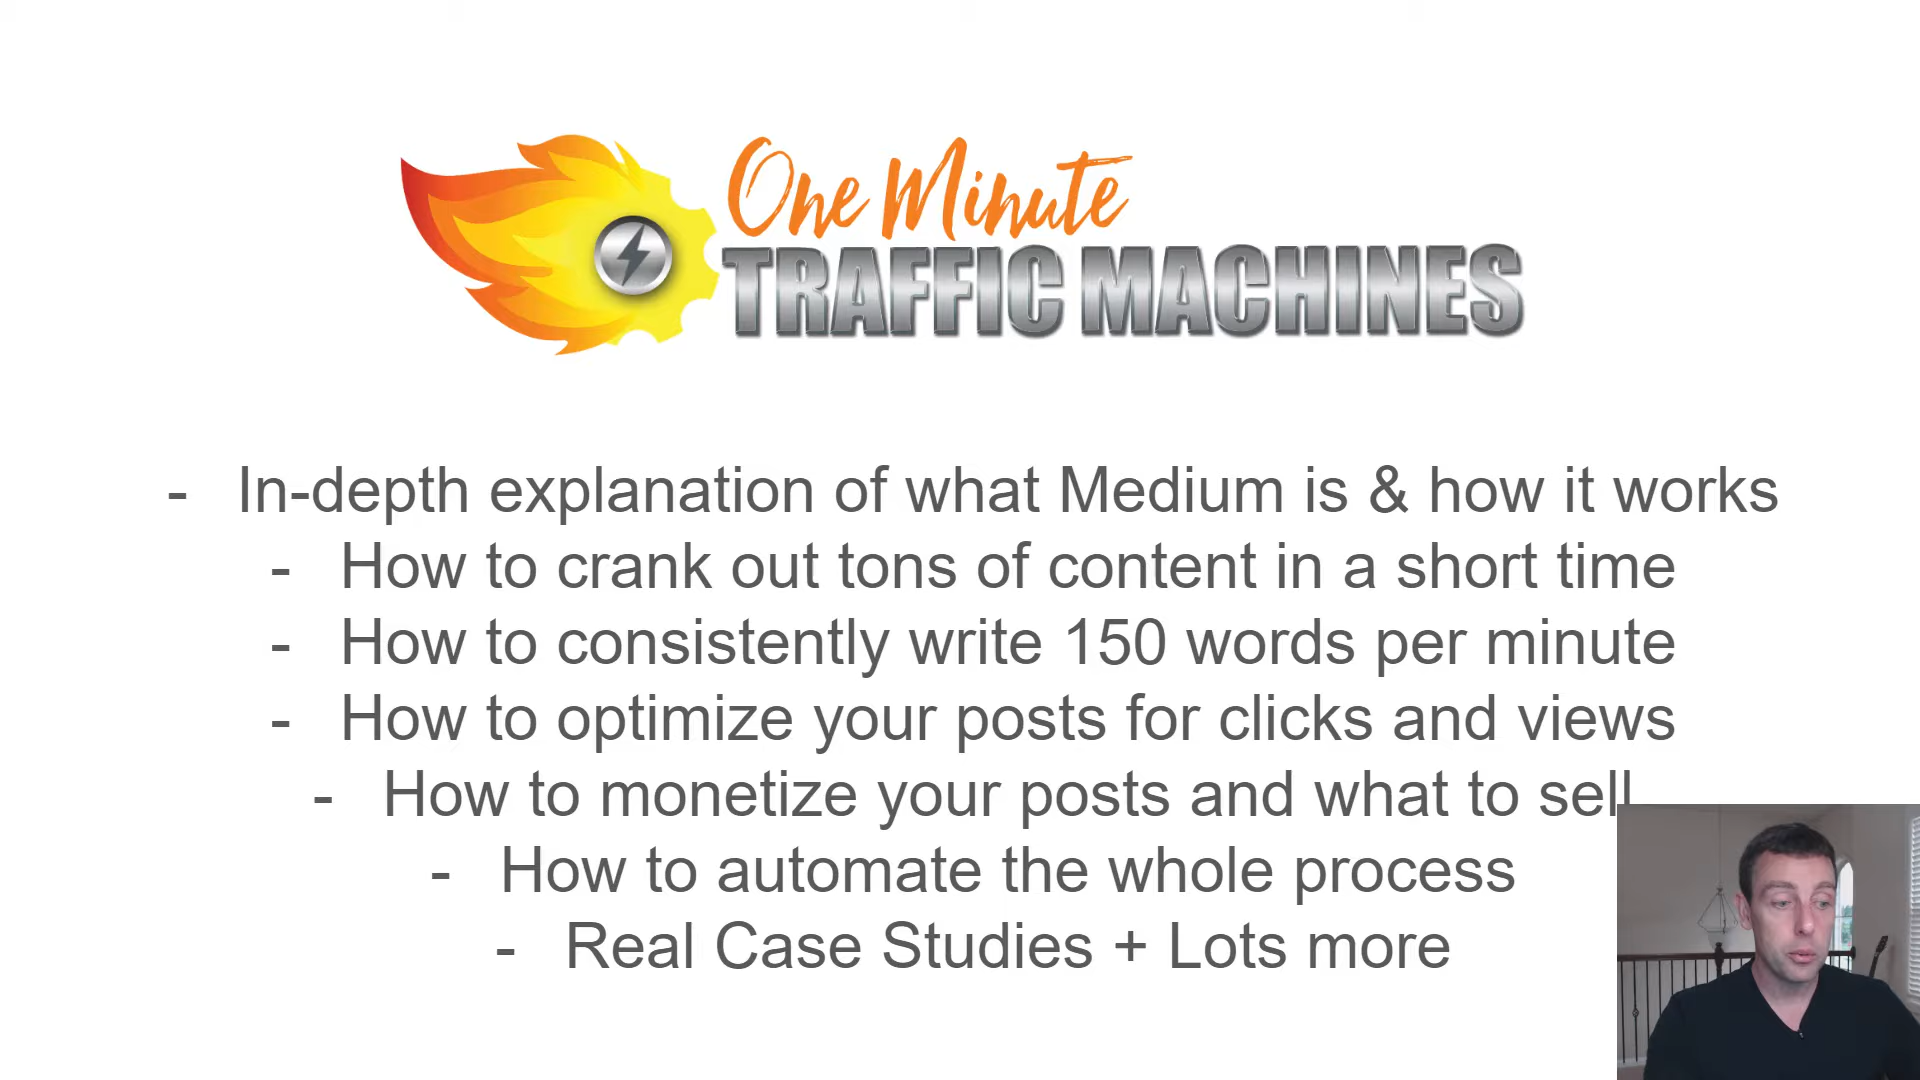 One Minute
TRAFFIC MACHINES
- In-depth explanation of what Medium is & how it works
- How to crank out tons of content in a short time
- How to consistently write 150 words per minute
- How to optimize your posts for clicks and views
- How to monetize your posts and what to sell
- How to automate the whole process
- Real Case Studies + Lots more